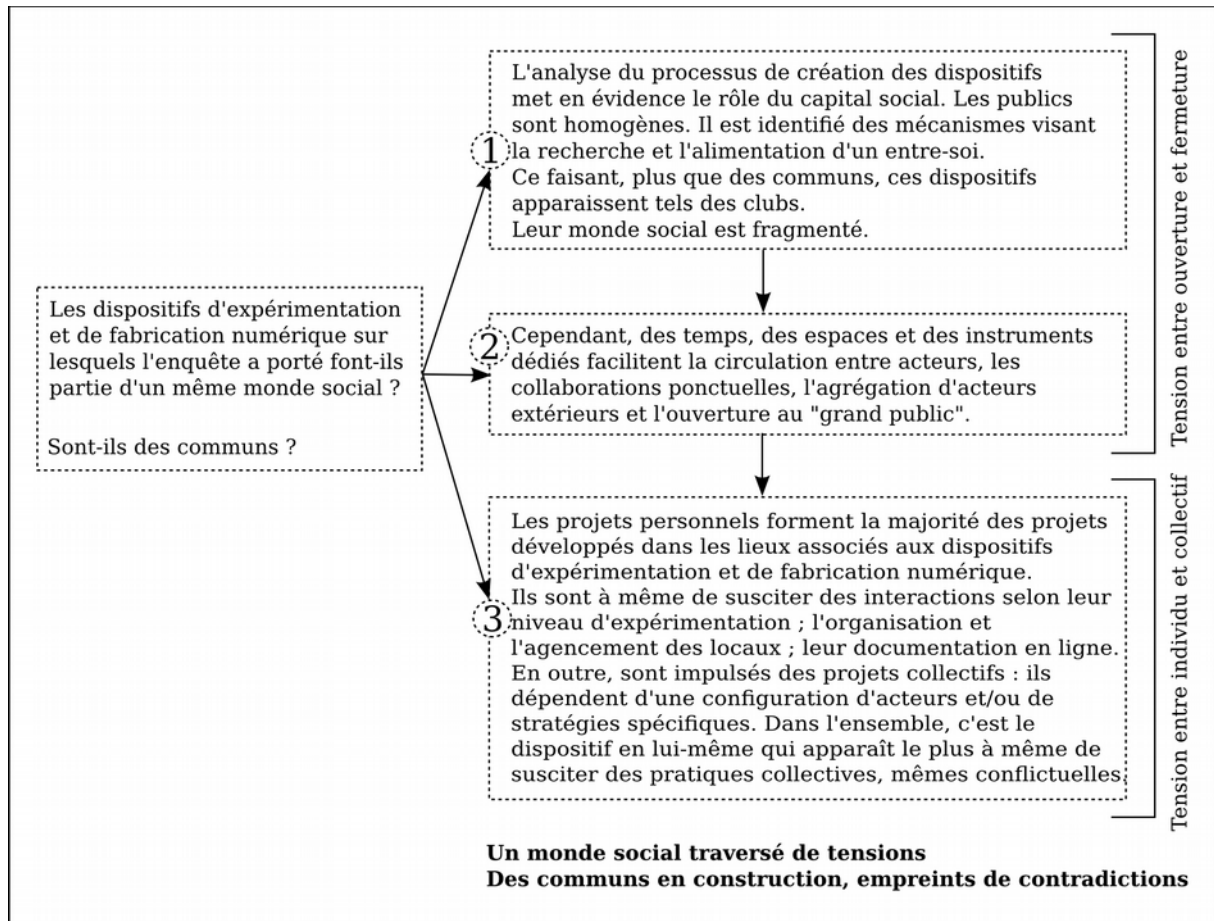 Les dispositifs d'expérimentation
et de fabrication numérique sur
lesquels l'enquête a porté font-ils
partie d'un même monde social ?
Sont-ils des communs ?
1
L'analyse du processus de création des dispositifs
met en évidence le rôle du capital social. Les publics
sont homogènes. Il est identifié des mécanismes visant
la recherche et l'alimentation d'un entre-soi.
Ce faisant, plus que des communs, ces dispositifs
apparaissent tels des clubs.
Leur monde social est fragmenté.
2
Cependant, des temps, des espaces et des instruments
dédiés facilitent la circulation entre acteurs, les
collaborations ponctuelles, l'agrégation d'acteurs
extérieurs et l'ouverture au "grand public".
Tension entre ouverture et fermeture
3
Les projets personnels forment la majorité des projets
développés dans les lieux associés aux dispositifs
d'expérimentation et de fabrication numérique.
Ils sont à même de susciter des interactions selon leur
niveau d'expérimentation ; l'organisation et
l'agencement des locaux ; leur documentation en ligne.
En outre, sont impulsés des projets collectifs : ils
dépendent d'une configuration d'acteurs et/ou de
stratégies spécifiques. Dans l'ensemble, c'est le
dispositif en lui-même qui apparaît le plus à même de
susciter des pratiques collectives, mêmes conflictuelles.
Tension entre individu et collectif
Un monde social traversé de tensions
Des communs en construction, empreints de contradictions